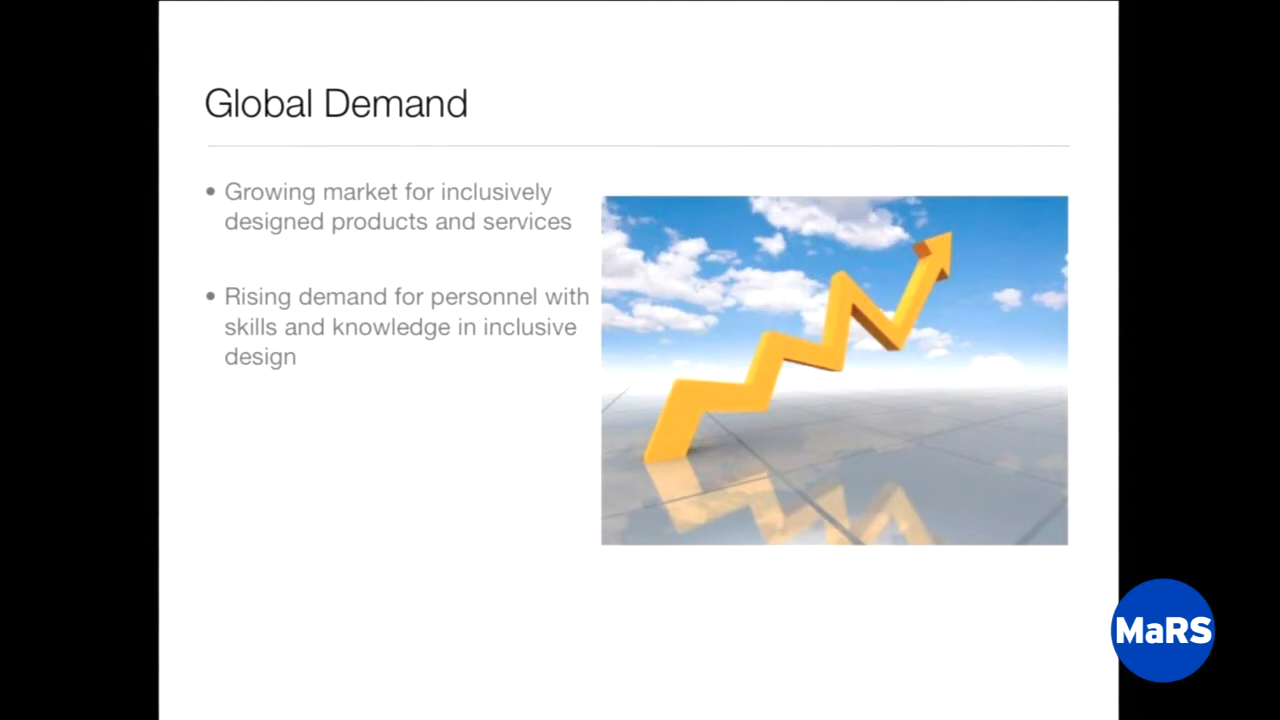 Global Demand
• Growing market for inclusively
designed products and services
• Rising demand for personnel with
skills and knowledge in inclusive
design
MaRS